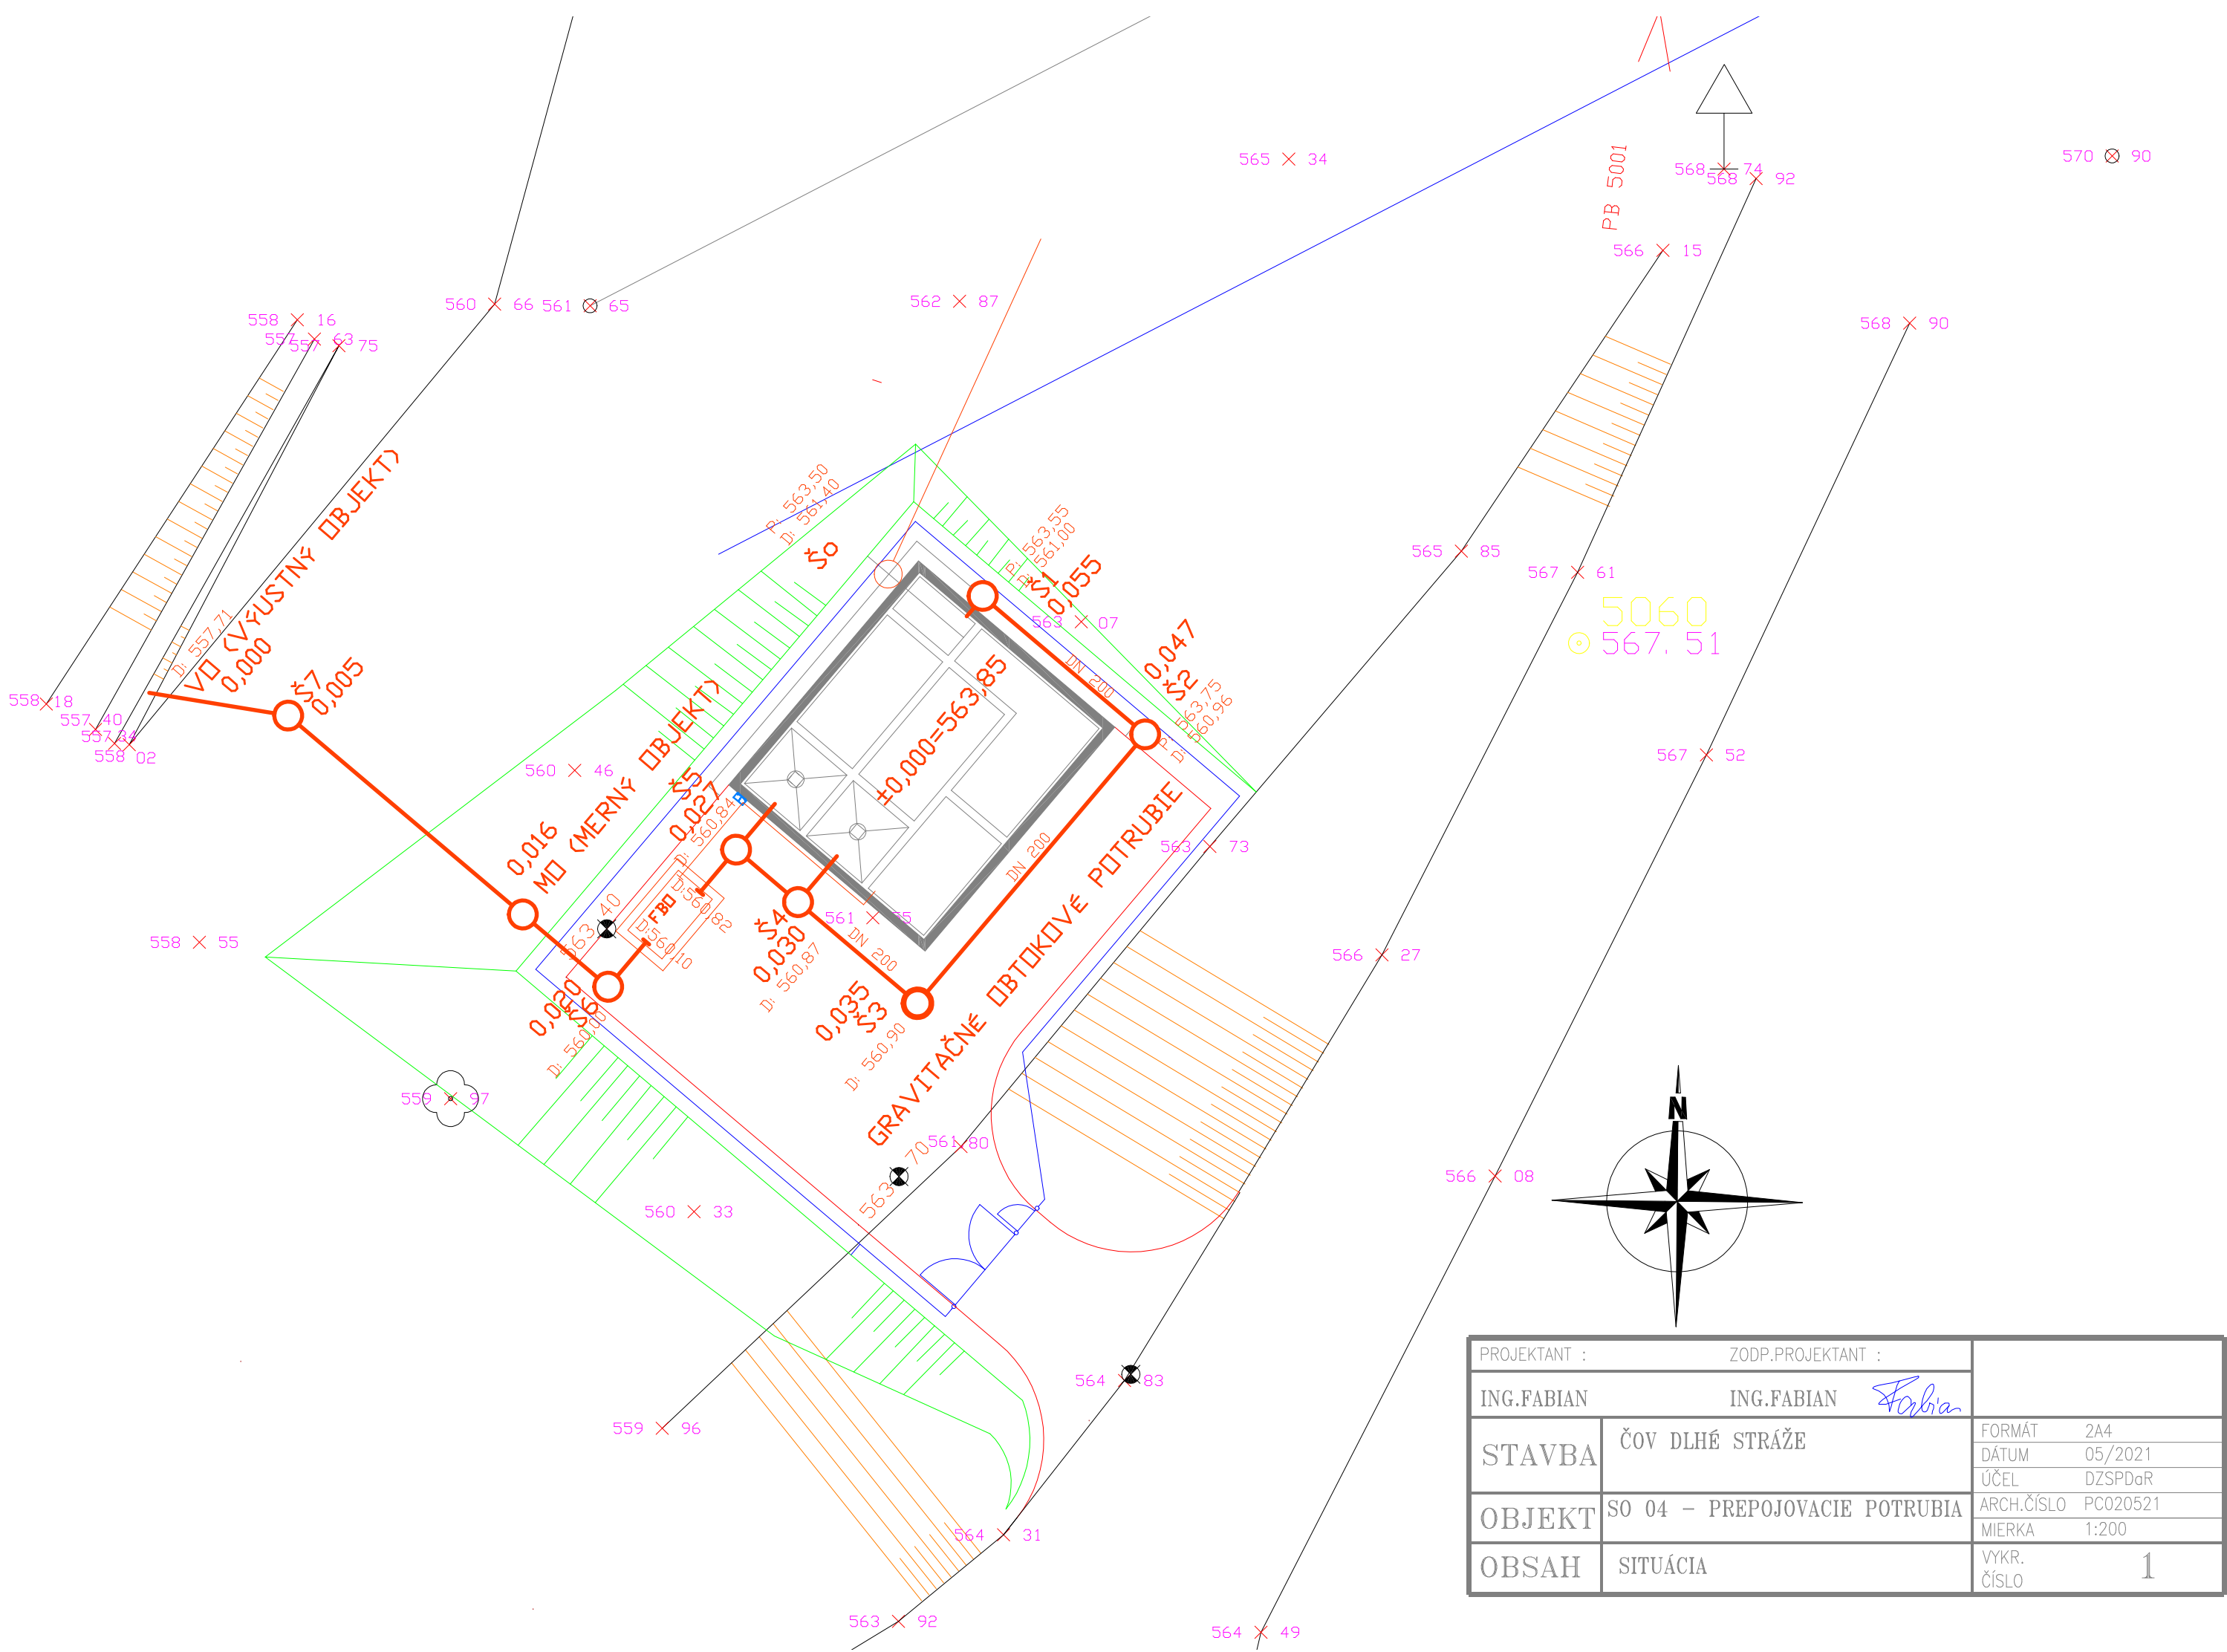 565 34
568 74
568 92
570 90
PB 5001
566 15
560 66
561 65
562 87
558 16
557 63
557 75
568 90
P: 563,50
D: 561,40
ŠO
P: 563,55
D: 561,00
Š1
0,055
563 07
565 85
567 61
5060
567, 51
VO (VÝUSTNÝ OBJEKT)
0,000
D: 557,71
Š7
0,005
558 18
557 40
557 34
558 02
DN 200
0,047
Š2
P: 563,75
D: 560,96
±0,000=563,85
560 46
0,016
MO (MERNÝ OBJEKT)
Š5
0,027
D: 560,84
567 52
563 73
DN 200
GRAVITAČNÉ OBTOKOVÉ POTRUBIE
563 40
FBO
D:560,82
D:560,10
561 55
558 55
Š4
0,030
D: 560,87
DN 200
0,035
Š3
D: 560,90
0,020
Š6
566 27
559 97
561 80
563 70
560 33
566 08
N
564 83
559 96
564 31
563 92
564 49
PROJEKTANT : ZODP.PROJEKTANT :
ING.FABIAN ING.FABIAN Fabian
STAVBA ČOV DLHÉ STRÁŽE
OBJEKT SO 04 - PREPOJOVACIE POTRUBIA
OBSAH SITUÁCIA
FORMÁT 2A4
DÁTUM 05/2021
ÚČEL DZSPDaR
ARCH.ČÍSLO PC020521
MIERKA 1:200
VYKR.
ČÍSLO 1